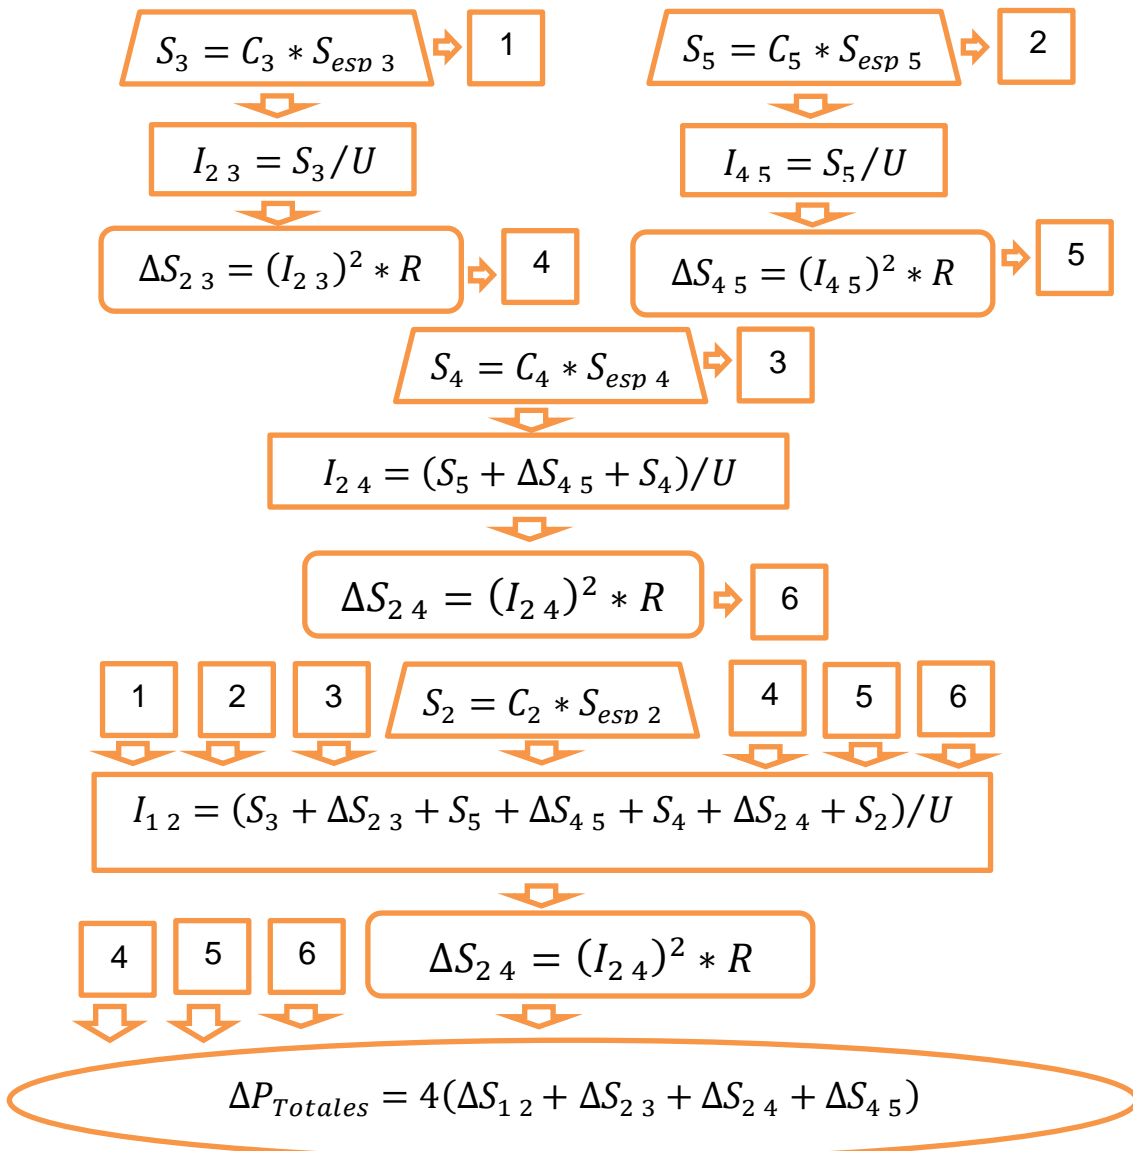 S₃ = C₃ * S_esp 3 1
S₅ = C₅ * S_esp 5 2
I₂ ₃ = S₃/U
I₄ ₅ = S₅/U
ΔS₂ ₃ = (I₂ ₃)² * R 4
ΔS₄ ₅ = (I₄ ₅)² * R 5
S₄ = C₄ * S_esp 4 3
I₂ ₄ = (S₅ + ΔS₄ ₅ + S₄)/U
ΔS₂ ₄ = (I₂ ₄)² * R 6
1 2 3 S₂ = C₂ * S_esp 2 4 5 6
I₁ ₂ = (S₃ + ΔS₂ ₃ + S₅ + ΔS₄ ₅ + S₄ + ΔS₂ ₄ + S₂)/U
4 5 6 ΔS₂ ₄ = (I₂ ₄)² * R
ΔP_Totales = 4(ΔS₁ ₂ + ΔS₂ ₃ + ΔS₂ ₄ + ΔS₄ ₅)